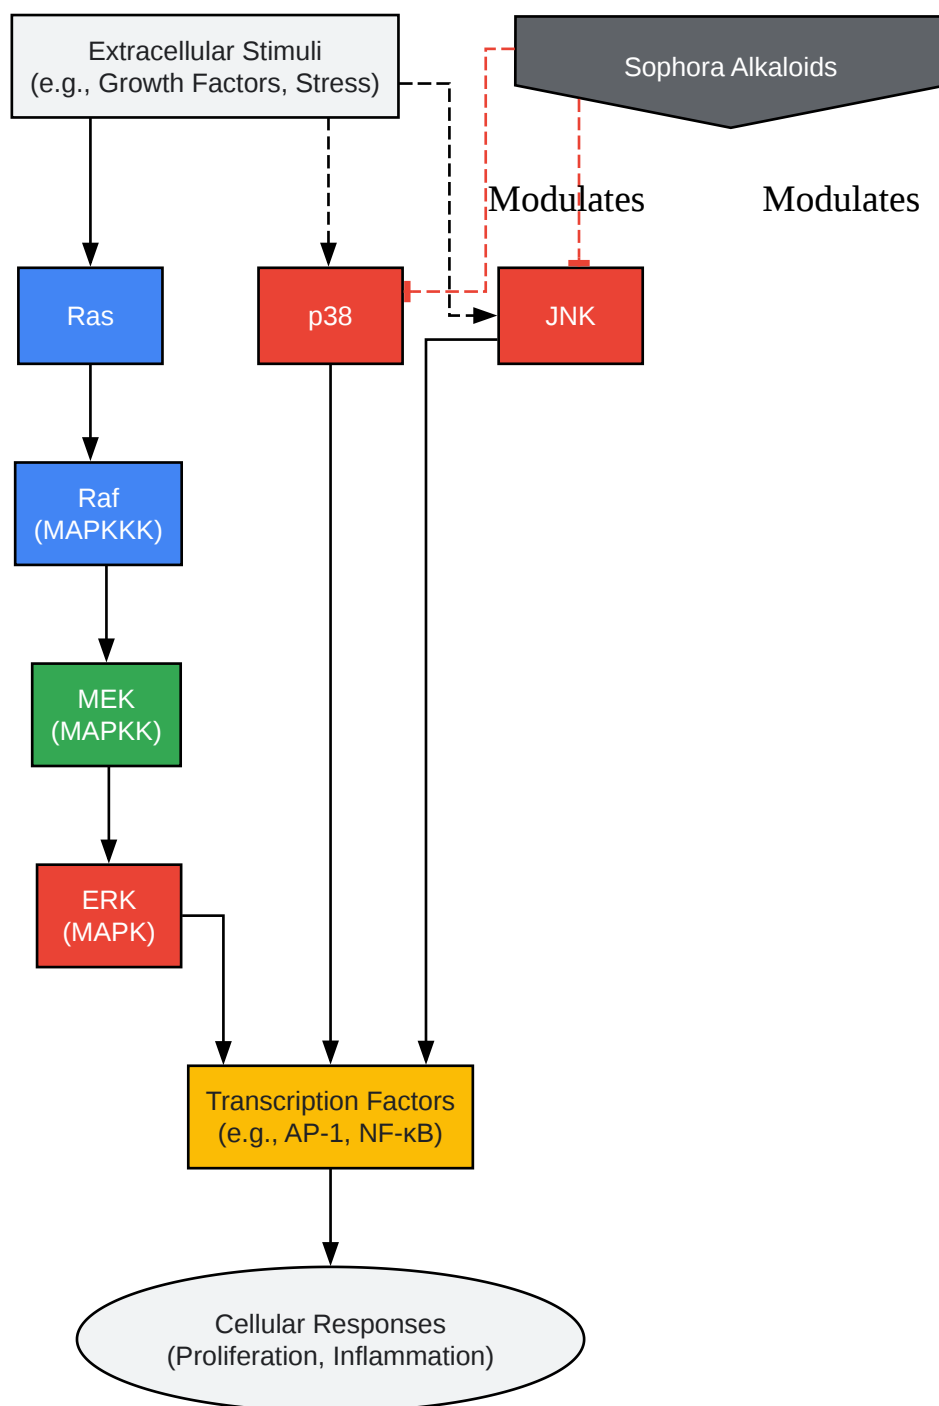 Extracellular Stimuli
(e.g., Growth Factors, Stress)
Sophora Alkaloids
Modulates
Modulates
Ras
p38
JNK
Raf
(MAPKKK)
MEK
(MAPKK)
ERK
(MAPK)
Transcription Factors
(e.g., AP-1, NF-κB)
Cellular Responses
(Proliferation, Inflammation)